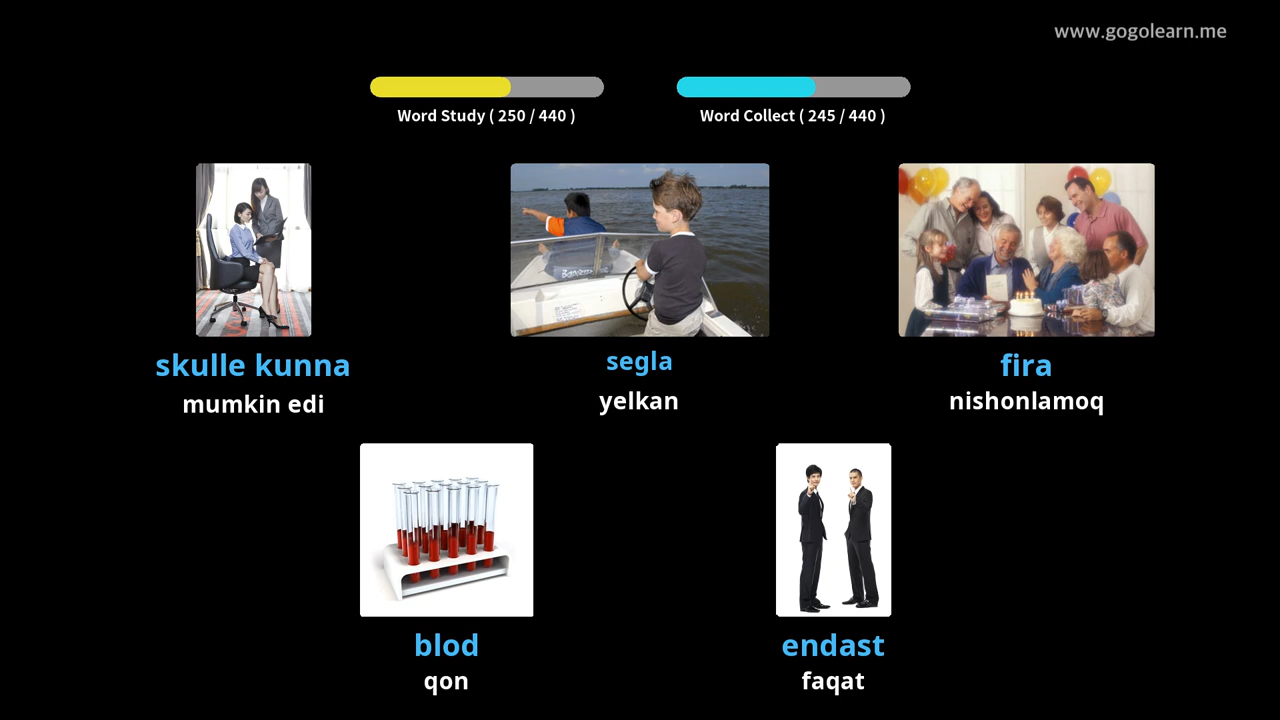 www.gogolearn.me
Word Study ( 250 / 440 )
Word Collect ( 245 / 440 )
skulle kunna
mumkin edi
segla
yelkan
fira
nishonlamoq
blod
qon
endast
faqat